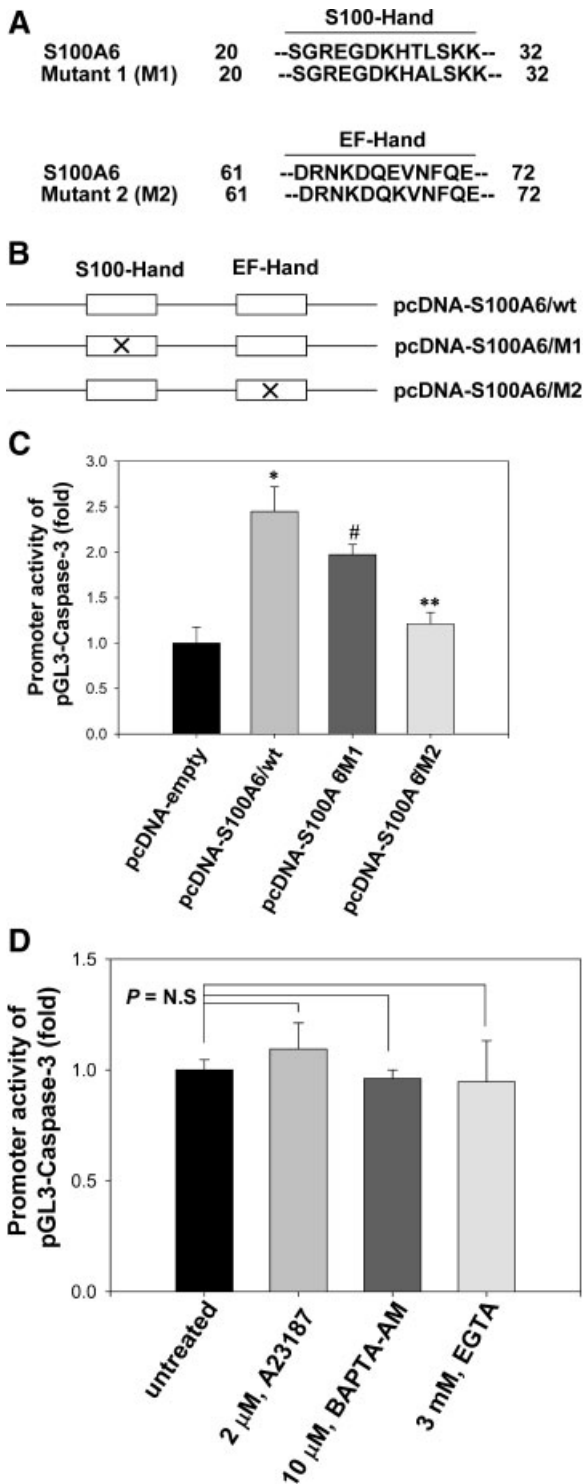 A
S100-Hand
S100A6 20 --SGREGDKHTLSKK-- 32
Mutant 1 (M1) 20 --SGREGDKHALSKK-- 32
EF-Hand
S100A6 61 --DRNKDQEVNFQE-- 72
Mutant 2 (M2) 61 --DRNKDQKVNFQE-- 72
B
S100-Hand EF-Hand
pcDNA-S100A6/wt
pcDNA-S100A6/M1
pcDNA-S100A6/M2
C
Promoter activity of
pGL3-Caspase-3 (fold)
3.0
2.5
2.0
1.5
1.0
0.5
0.0
*
#
**
pcDNA-empty
pcDNA-S100A6/wt
pcDNA-S100A6/M1
pcDNA-S100A6/M2
D
Promoter activity of
pGL3-Caspase-3 (fold)
1.5
1.0
0.5
0.0
P = N.S
untreated
2 μM, A23187
10 μM, BAPTA-AM
3 mM, EGTA